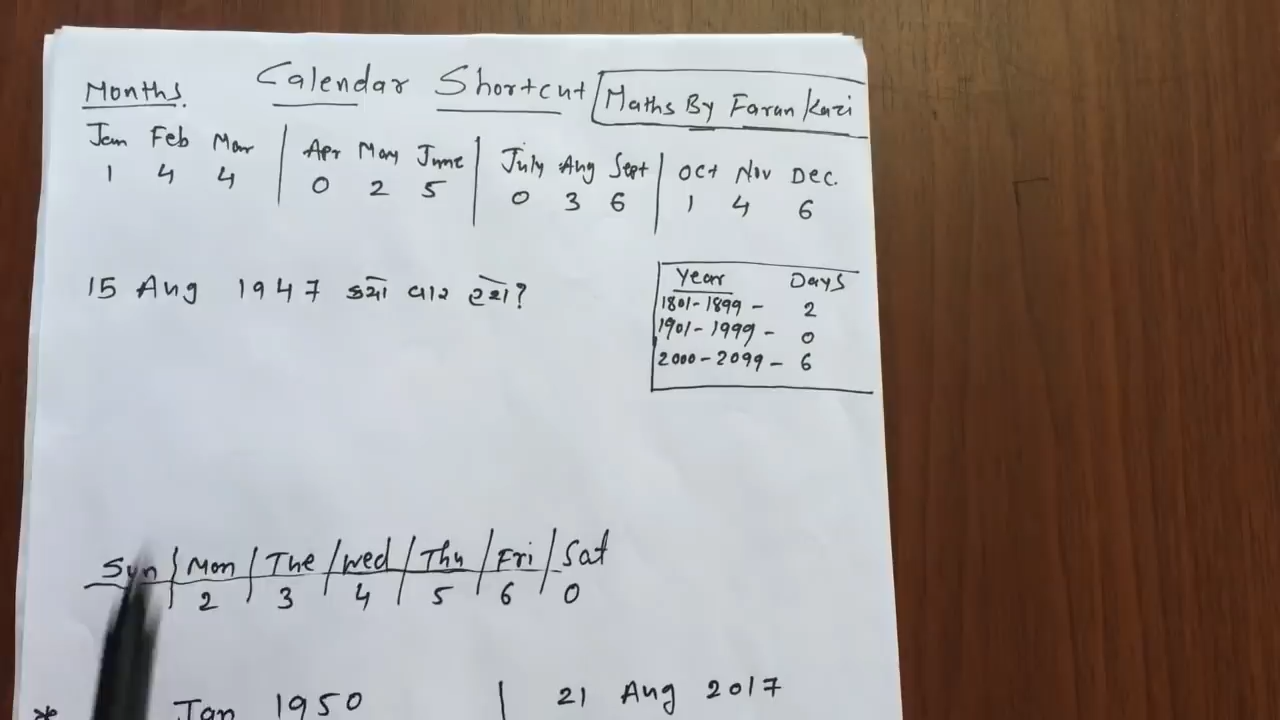 Calendar Shortcut
Maths By Farun Kazi
Months.
Jan Feb Mar | Apr May June | July Aug Sept | Oct Nov Dec.
1 4 4 | 0 2 5 | 0 3 6 | 1 4 6
15 Aug 1947 કયો વાર હશે?
Year Days
1801-1899 - 2
1901-1999 - 0
2000-2099 - 6
Sun | Mon | Tue | Wed | Thu | Fri | Sat
2 3 4 5 6 0
* Jan 1950 | 21 Aug 2017